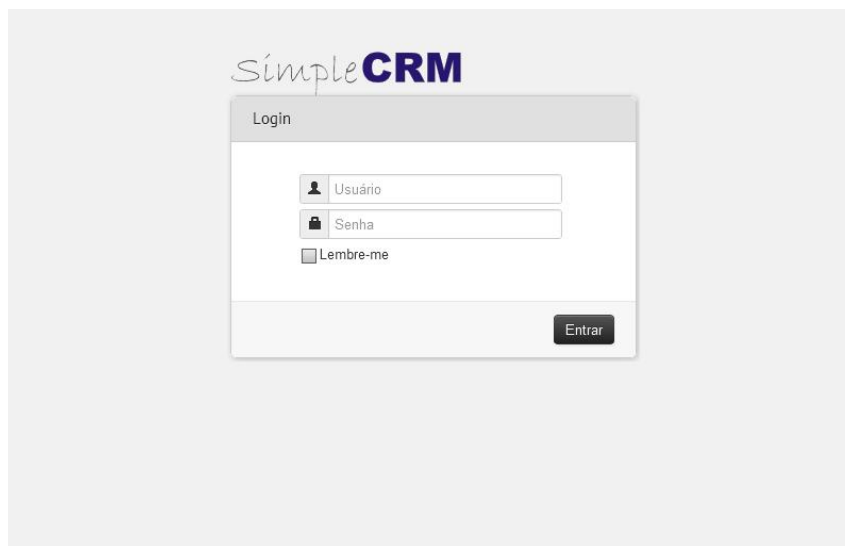 SimpleCRM
Login
Usuário
Senha
Lembre-me
Entrar